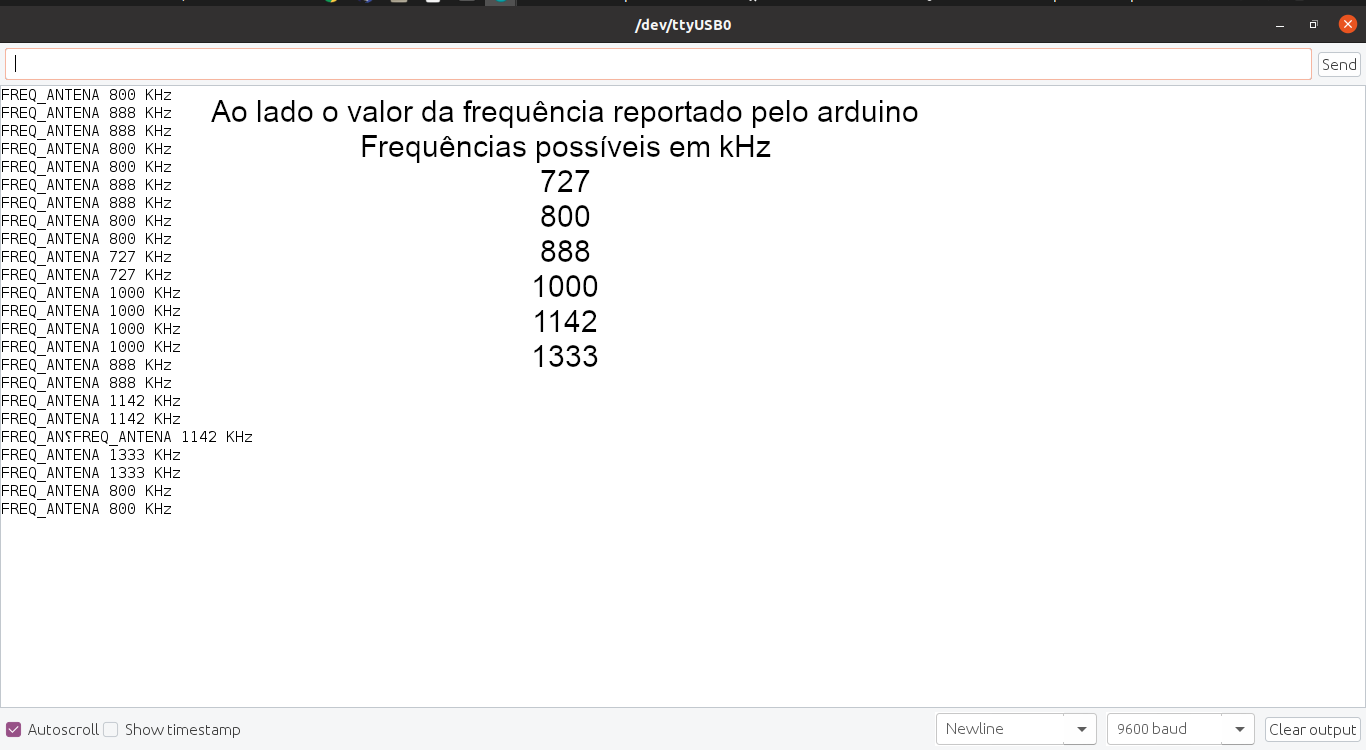 /dev/ttyUSB0
Send
FREQ_ANTENA 800 KHz
FREQ_ANTENA 888 KHz
FREQ_ANTENA 888 KHz
FREQ_ANTENA 800 KHz
FREQ_ANTENA 800 KHz
FREQ_ANTENA 888 KHz
FREQ_ANTENA 888 KHz
FREQ_ANTENA 800 KHz
FREQ_ANTENA 800 KHz
FREQ_ANTENA 727 KHz
FREQ_ANTENA 727 KHz
FREQ_ANTENA 1000 KHz
FREQ_ANTENA 1000 KHz
FREQ_ANTENA 1000 KHz
FREQ_ANTENA 1000 KHz
FREQ_ANTENA 888 KHz
FREQ_ANTENA 888 KHz
FREQ_ANTENA 1142 KHz
FREQ_ANTENA 1142 KHz
FREQ_AN⸮FREQ_ANTENA 1142 KHz
FREQ_ANTENA 1333 KHz
FREQ_ANTENA 1333 KHz
FREQ_ANTENA 800 KHz
FREQ_ANTENA 800 KHz
Ao lado o valor da frequência reportado pelo arduino
Frequências possíveis em kHz
727
800
888
1000
1142
1333
Autoscroll
Show timestamp
Newline
9600 baud
Clear output